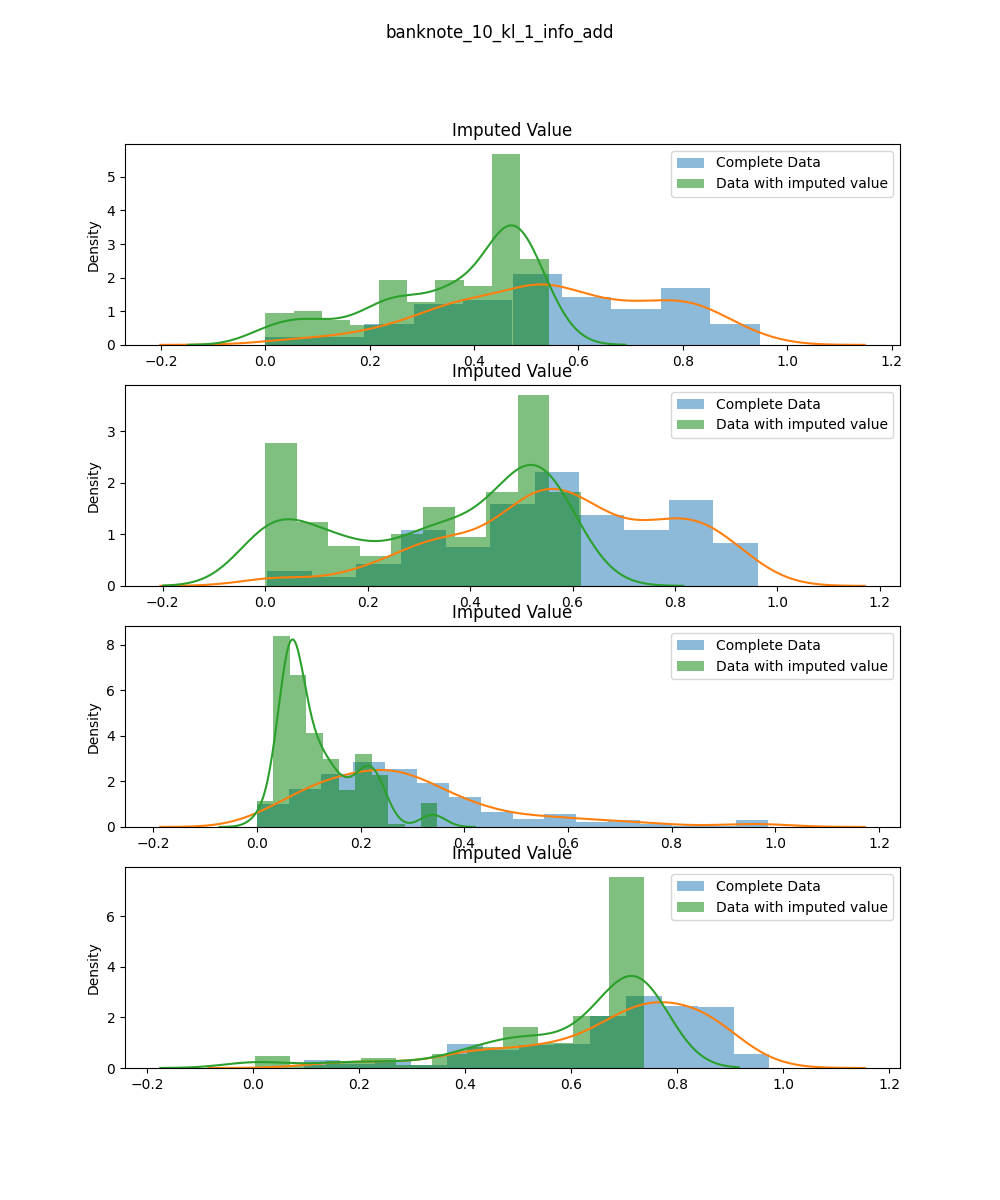 banknote_10_kl_1_info_add
Imputed Value
Density
5
4
3
2
1
0
Complete Data
Data with imputed value
−0.2 0.0 0.2 0.4 0.6 0.8 1.0 1.2
Imputed Value
Density
3
2
1
0
Complete Data
Data with imputed value
−0.2 0.0 0.2 0.4 0.6 0.8 1.0 1.2
Imputed Value
Density
8
6
4
2
0
Complete Data
Data with imputed value
−0.2 0.0 0.2 0.4 0.6 0.8 1.0 1.2
Imputed Value
Density
6
4
2
0
Complete Data
Data with imputed value
−0.2 0.0 0.2 0.4 0.6 0.8 1.0 1.2